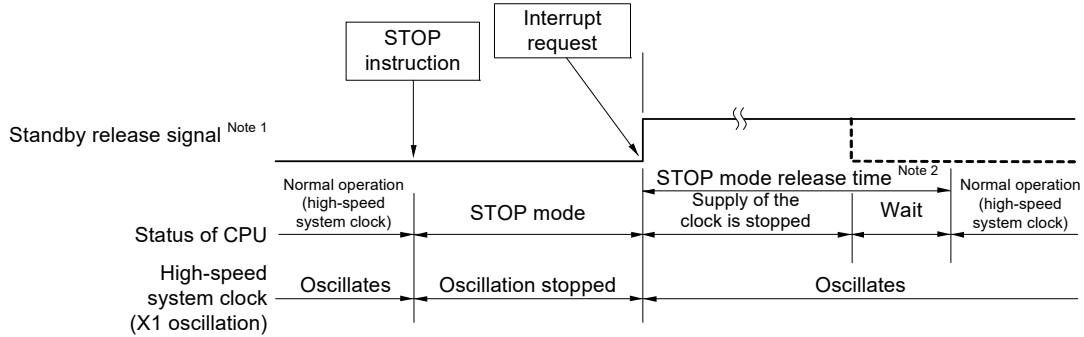 STOP
instruction
Interrupt
request
Standby release signal Note 1
STOP mode release time Note 2
Normal operation
(high-speed
system clock)
STOP mode
Supply of the
clock is stopped
Wait
Normal operation
(high-speed
system clock)
Status of CPU
High-speed
system clock
(X1 oscillation)
Oscillates
Oscillation stopped
Oscillates